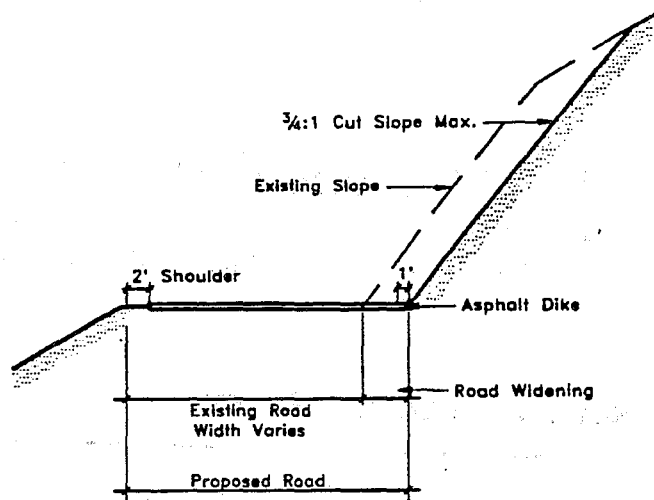 ¾:1 Cut Slope Max.
Existing Slope
2' Shoulder
1'
Asphalt Dike
Road Widening
Existing Road
Width Varies
Proposed Road